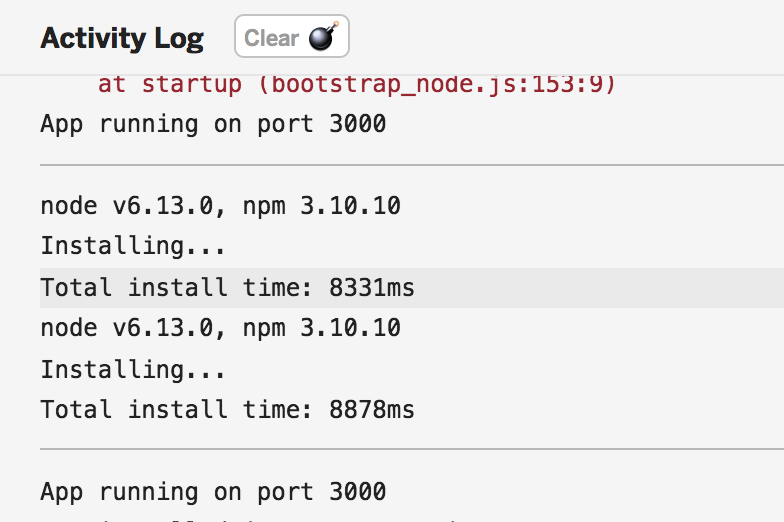 Activity Log
Clear
at startup (bootstrap_node.js:153:9)
App running on port 3000
node v6.13.0, npm 3.10.10
Installing...
Total install time: 8331ms
node v6.13.0, npm 3.10.10
Installing...
Total install time: 8878ms
App running on port 3000